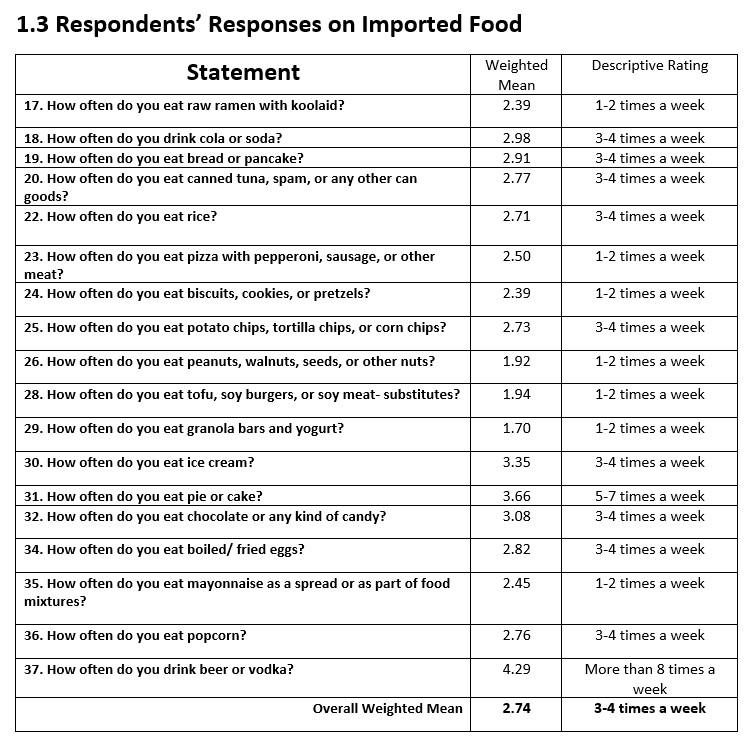 1.3 Respondents’ Responses on Imported Food
Statement Weighted Mean Descriptive Rating
17. How often do you eat raw ramen with koolaid? 2.39 1-2 times a week
18. How often do you drink cola or soda? 2.98 3-4 times a week
19. How often do you eat bread or pancake? 2.91 3-4 times a week
20. How often do you eat canned tuna, spam, or any other can 2.77 3-4 times a week
goods?
22. How often do you eat rice? 2.71 3-4 times a week
23. How often do you eat pizza with pepperoni, sausage, or other 2.50 1-2 times a week
meat?
24. How often do you eat biscuits, cookies, or pretzels? 2.39 1-2 times a week
25. How often do you eat potato chips, tortilla chips, or corn chips? 2.73 3-4 times a week
26. How often do you eat peanuts, walnuts, seeds, or other nuts? 1.92 1-2 times a week
28. How often do you eat tofu, soy burgers, or soy meat- substitutes? 1.94 1-2 times a week
29. How often do you eat granola bars and yogurt? 1.70 1-2 times a week
30. How often do you eat ice cream? 3.35 3-4 times a week
31. How often do you eat pie or cake? 3.66 5-7 times a week
32. How often do you eat chocolate or any kind of candy? 3.08 3-4 times a week
34. How often do you eat boiled/ fried eggs? 2.82 3-4 times a week
35. How often do you eat mayonnaise as a spread or as part of food 2.45 1-2 times a week
mixtures?
36. How often do you eat popcorn? 2.76 3-4 times a week
37. How often do you drink beer or vodka? 4.29 More than 8 times a
week
Overall Weighted Mean 2.74 3-4 times a week